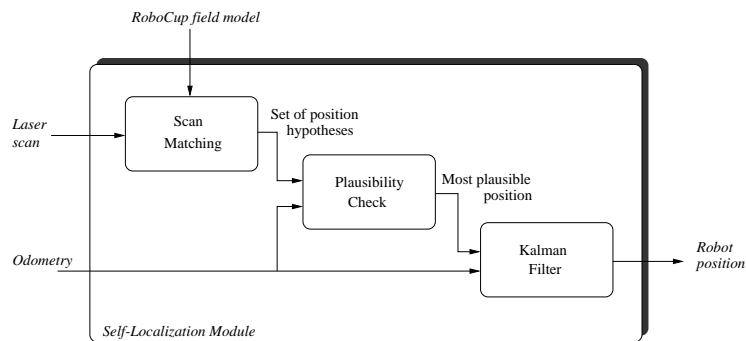 RoboCup field model
Laser
scan
Scan
Matching
Set of position
hypotheses
Plausibility
Check
Most plausible
position
Odometry
Kalman
Filter
Robot
position
Self-Localization Module